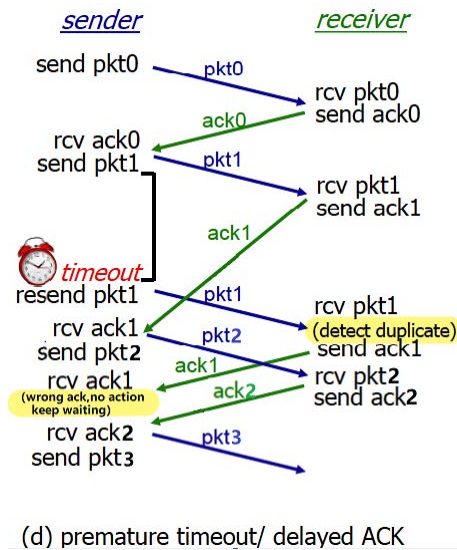 sender receiver
send pkt0
pkt0
rcv pkt0
send ack0
ack0
rcv ack0
send pkt1
pkt1
rcv pkt1
send ack1
ack1
timeout
resend pkt1
pkt1
rcv pkt1
(detect duplicate)
send ack1
rcv ack1
send pkt2
pkt2
ack1
rcv ack1
(wrong ack,no action
keep waiting)
rcv pkt2
send ack2
ack2
rcv ack2
send pkt3
pkt3
(d) premature timeout/ delayed ACK